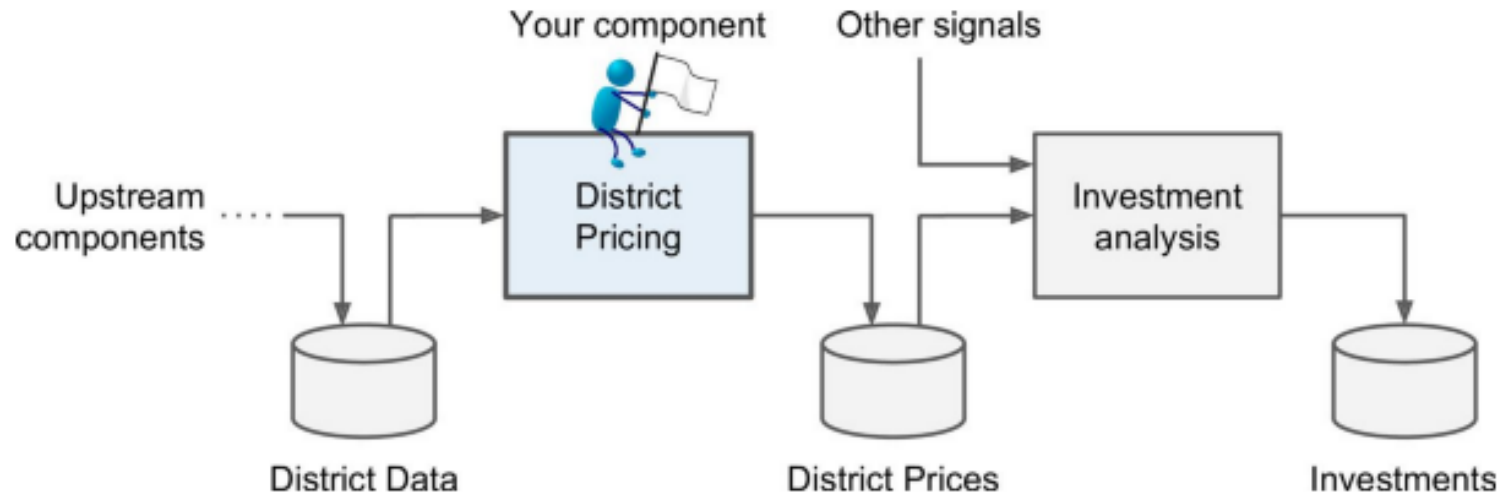 Your component
Other signals
Upstream
components
District
Pricing
Investment
analysis
District Data
District Prices
Investments